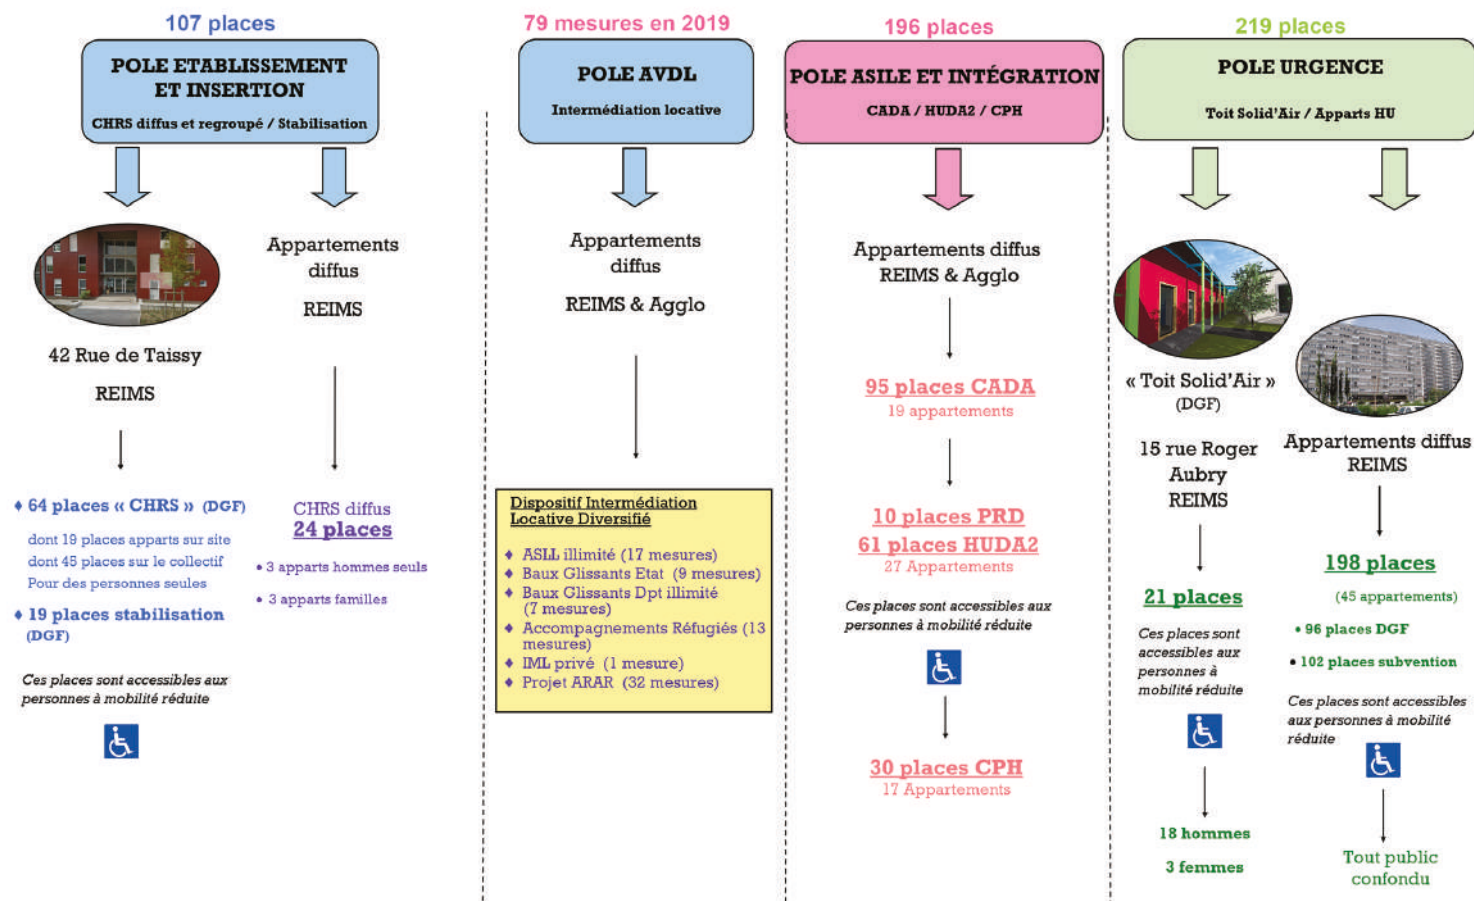 107 places
POLE ETABLISSEMENT
ET INSERTION
CHRS diffus et regroupé / Stabilisation
42 Rue de Taissy
REIMS
♦ 64 places « CHRS » (DGF)
dont 19 places apparts sur site
dont 45 places sur le collectif
Pour des personnes seules
♦ 19 places stabilisation
(DGF)
Ces places sont accessibles aux
personnes à mobilité réduite
Appartements
diffus
REIMS
CHRS diffus
24 places
• 3 apparts hommes seuls
• 3 apparts familles
79 mesures en 2019
POLE AVDL
Intermédiation locative
Appartements
diffus
REIMS & Agglo
Dispositif Intermédiation
Locative Diversifié
♦ ASLL illimité (17 mesures)
♦ Baux Glissants Etat (9 mesures)
♦ Baux Glissants Dpt illimité
(7 mesures)
♦ Accompagnements Réfugiés (13
mesures)
♦ IML privé (1 mesure)
♦ Projet ARAR (32 mesures)
196 places
POLE ASILE ET INTÉGRATION
CADA / HUDA2 / CPH
Appartements diffus
REIMS & Agglo
95 places CADA
19 appartements
10 places PRD
61 places HUDA2
27 Appartements
Ces places sont accessibles aux
personnes à mobilité réduite
30 places CPH
17 Appartements
219 places
POLE URGENCE
Toit Solid'Air / Apparts HU
« Toit Solid'Air »
(DGF)
15 rue Roger
Aubry
REIMS
21 places
Ces places sont
accessibles aux
personnes à
mobilité réduite
18 hommes
3 femmes
Appartements diffus
REIMS
198 places
(45 appartements)
• 96 places DGF
• 102 places subvention
Ces places sont accessibles
aux personnes à mobilité
réduite
Tout public
confondu